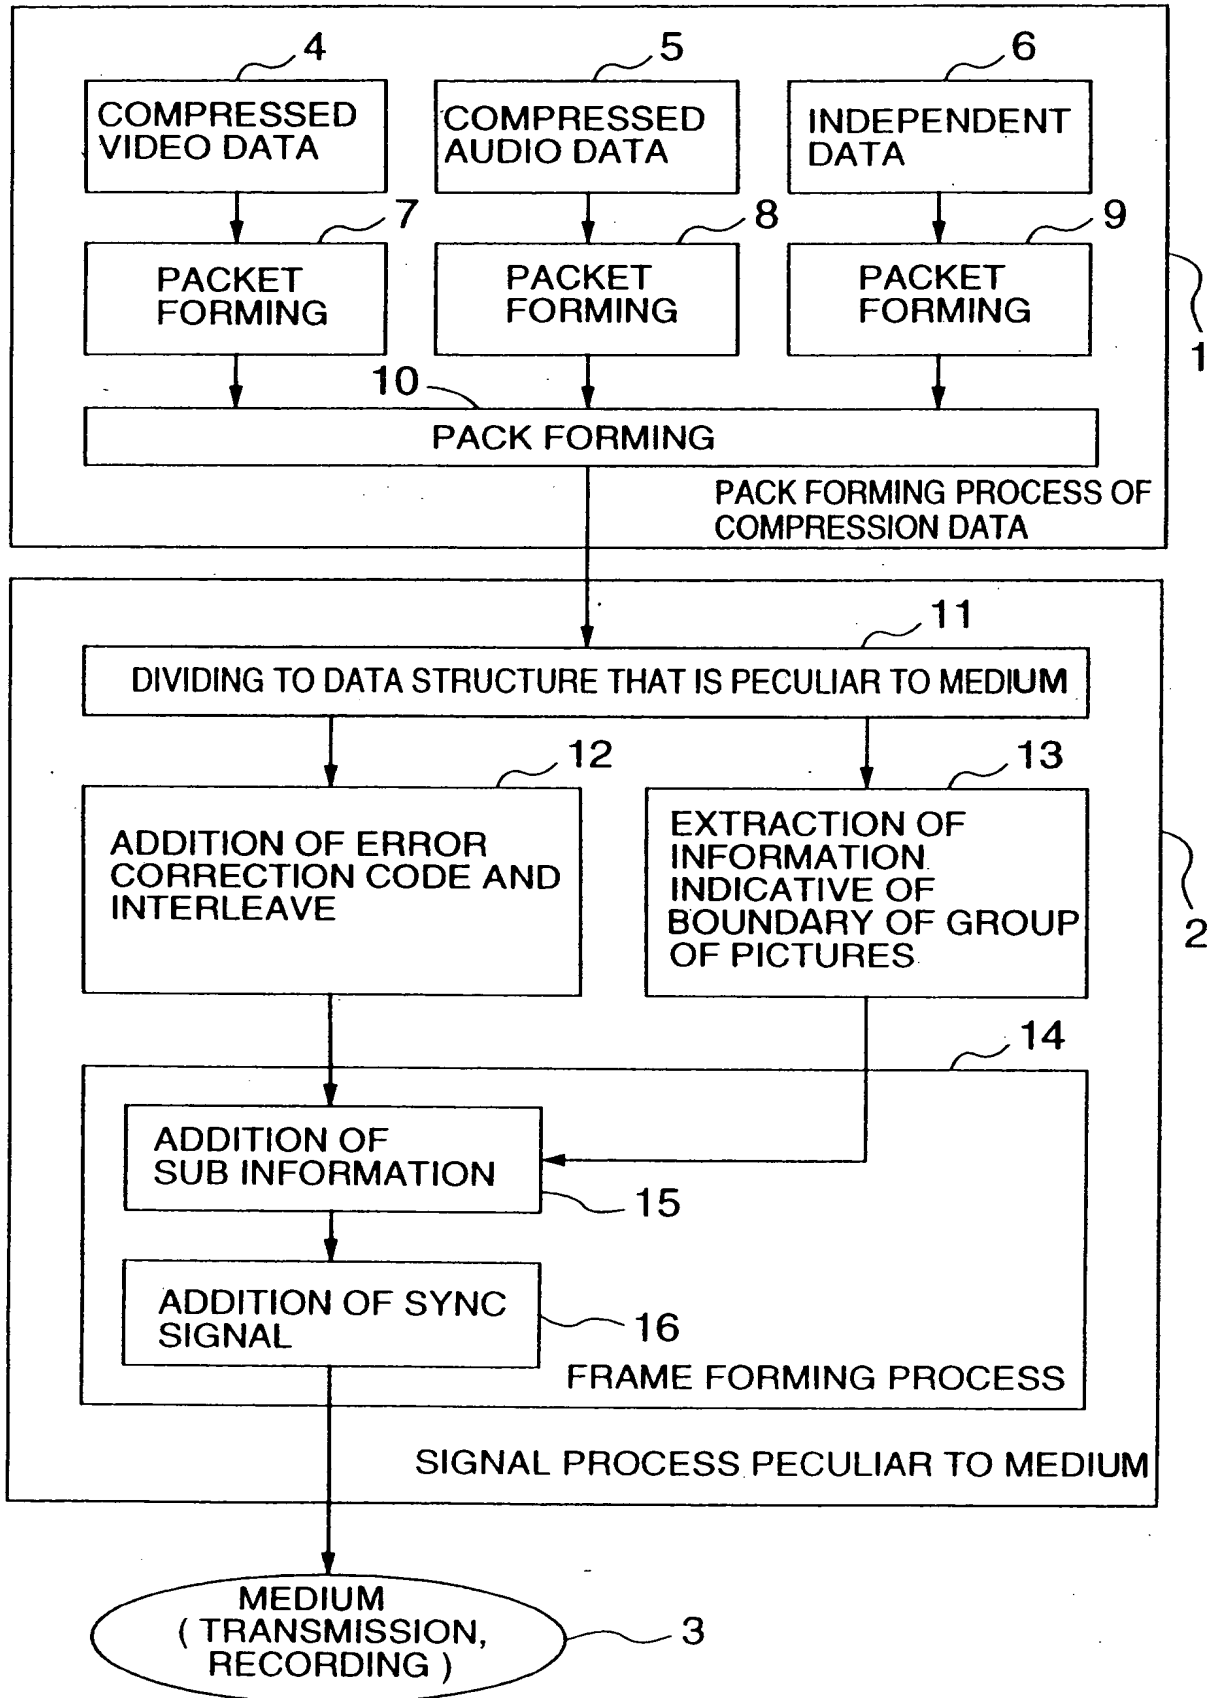 4
5
6
COMPRESSED
VIDEO DATA
COMPRESSED
AUDIO DATA
INDEPENDENT
DATA
7
8
9
PACKET
FORMING
PACKET
FORMING
PACKET
FORMING
1
10
PACK FORMING
PACK FORMING PROCESS OF
COMPRESSION DATA
11
DIVIDING TO DATA STRUCTURE THAT IS PECULIAR TO MEDIUM
12
13
ADDITION OF ERROR
CORRECTION CODE AND
INTERLEAVE
EXTRACTION OF
INFORMATION
INDICATIVE OF
BOUNDARY OF GROUP
OF PICTURES
2
14
ADDITION OF
SUB INFORMATION
15
ADDITION OF SYNC
SIGNAL
16
FRAME FORMING PROCESS
SIGNAL PROCESS PECULIAR TO MEDIUM
MEDIUM
( TRANSMISSION,
RECORDING )
3